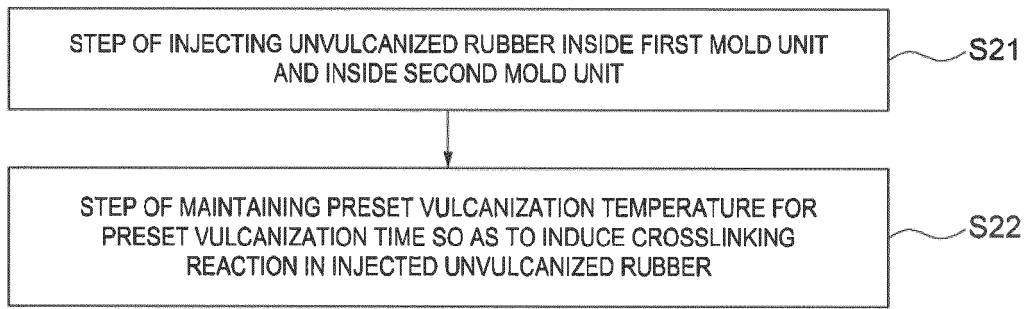 STEP OF INJECTING UNVULCANIZED RUBBER INSIDE FIRST MOLD UNIT
AND INSIDE SECOND MOLD UNIT
S21
STEP OF MAINTAINING PRESET VULCANIZATION TEMPERATURE FOR
PRESET VULCANIZATION TIME SO AS TO INDUCE CROSSLINKING
REACTION IN INJECTED UNVULCANIZED RUBBER
S22